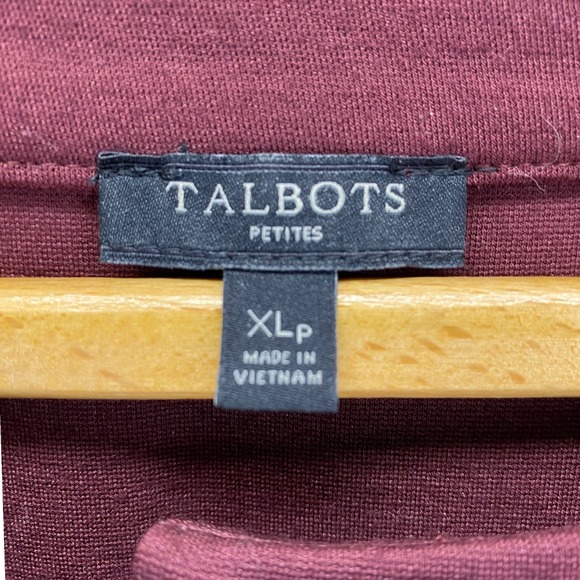 TALBOTS
PETITES
XLP
MADE IN
VIETNAM